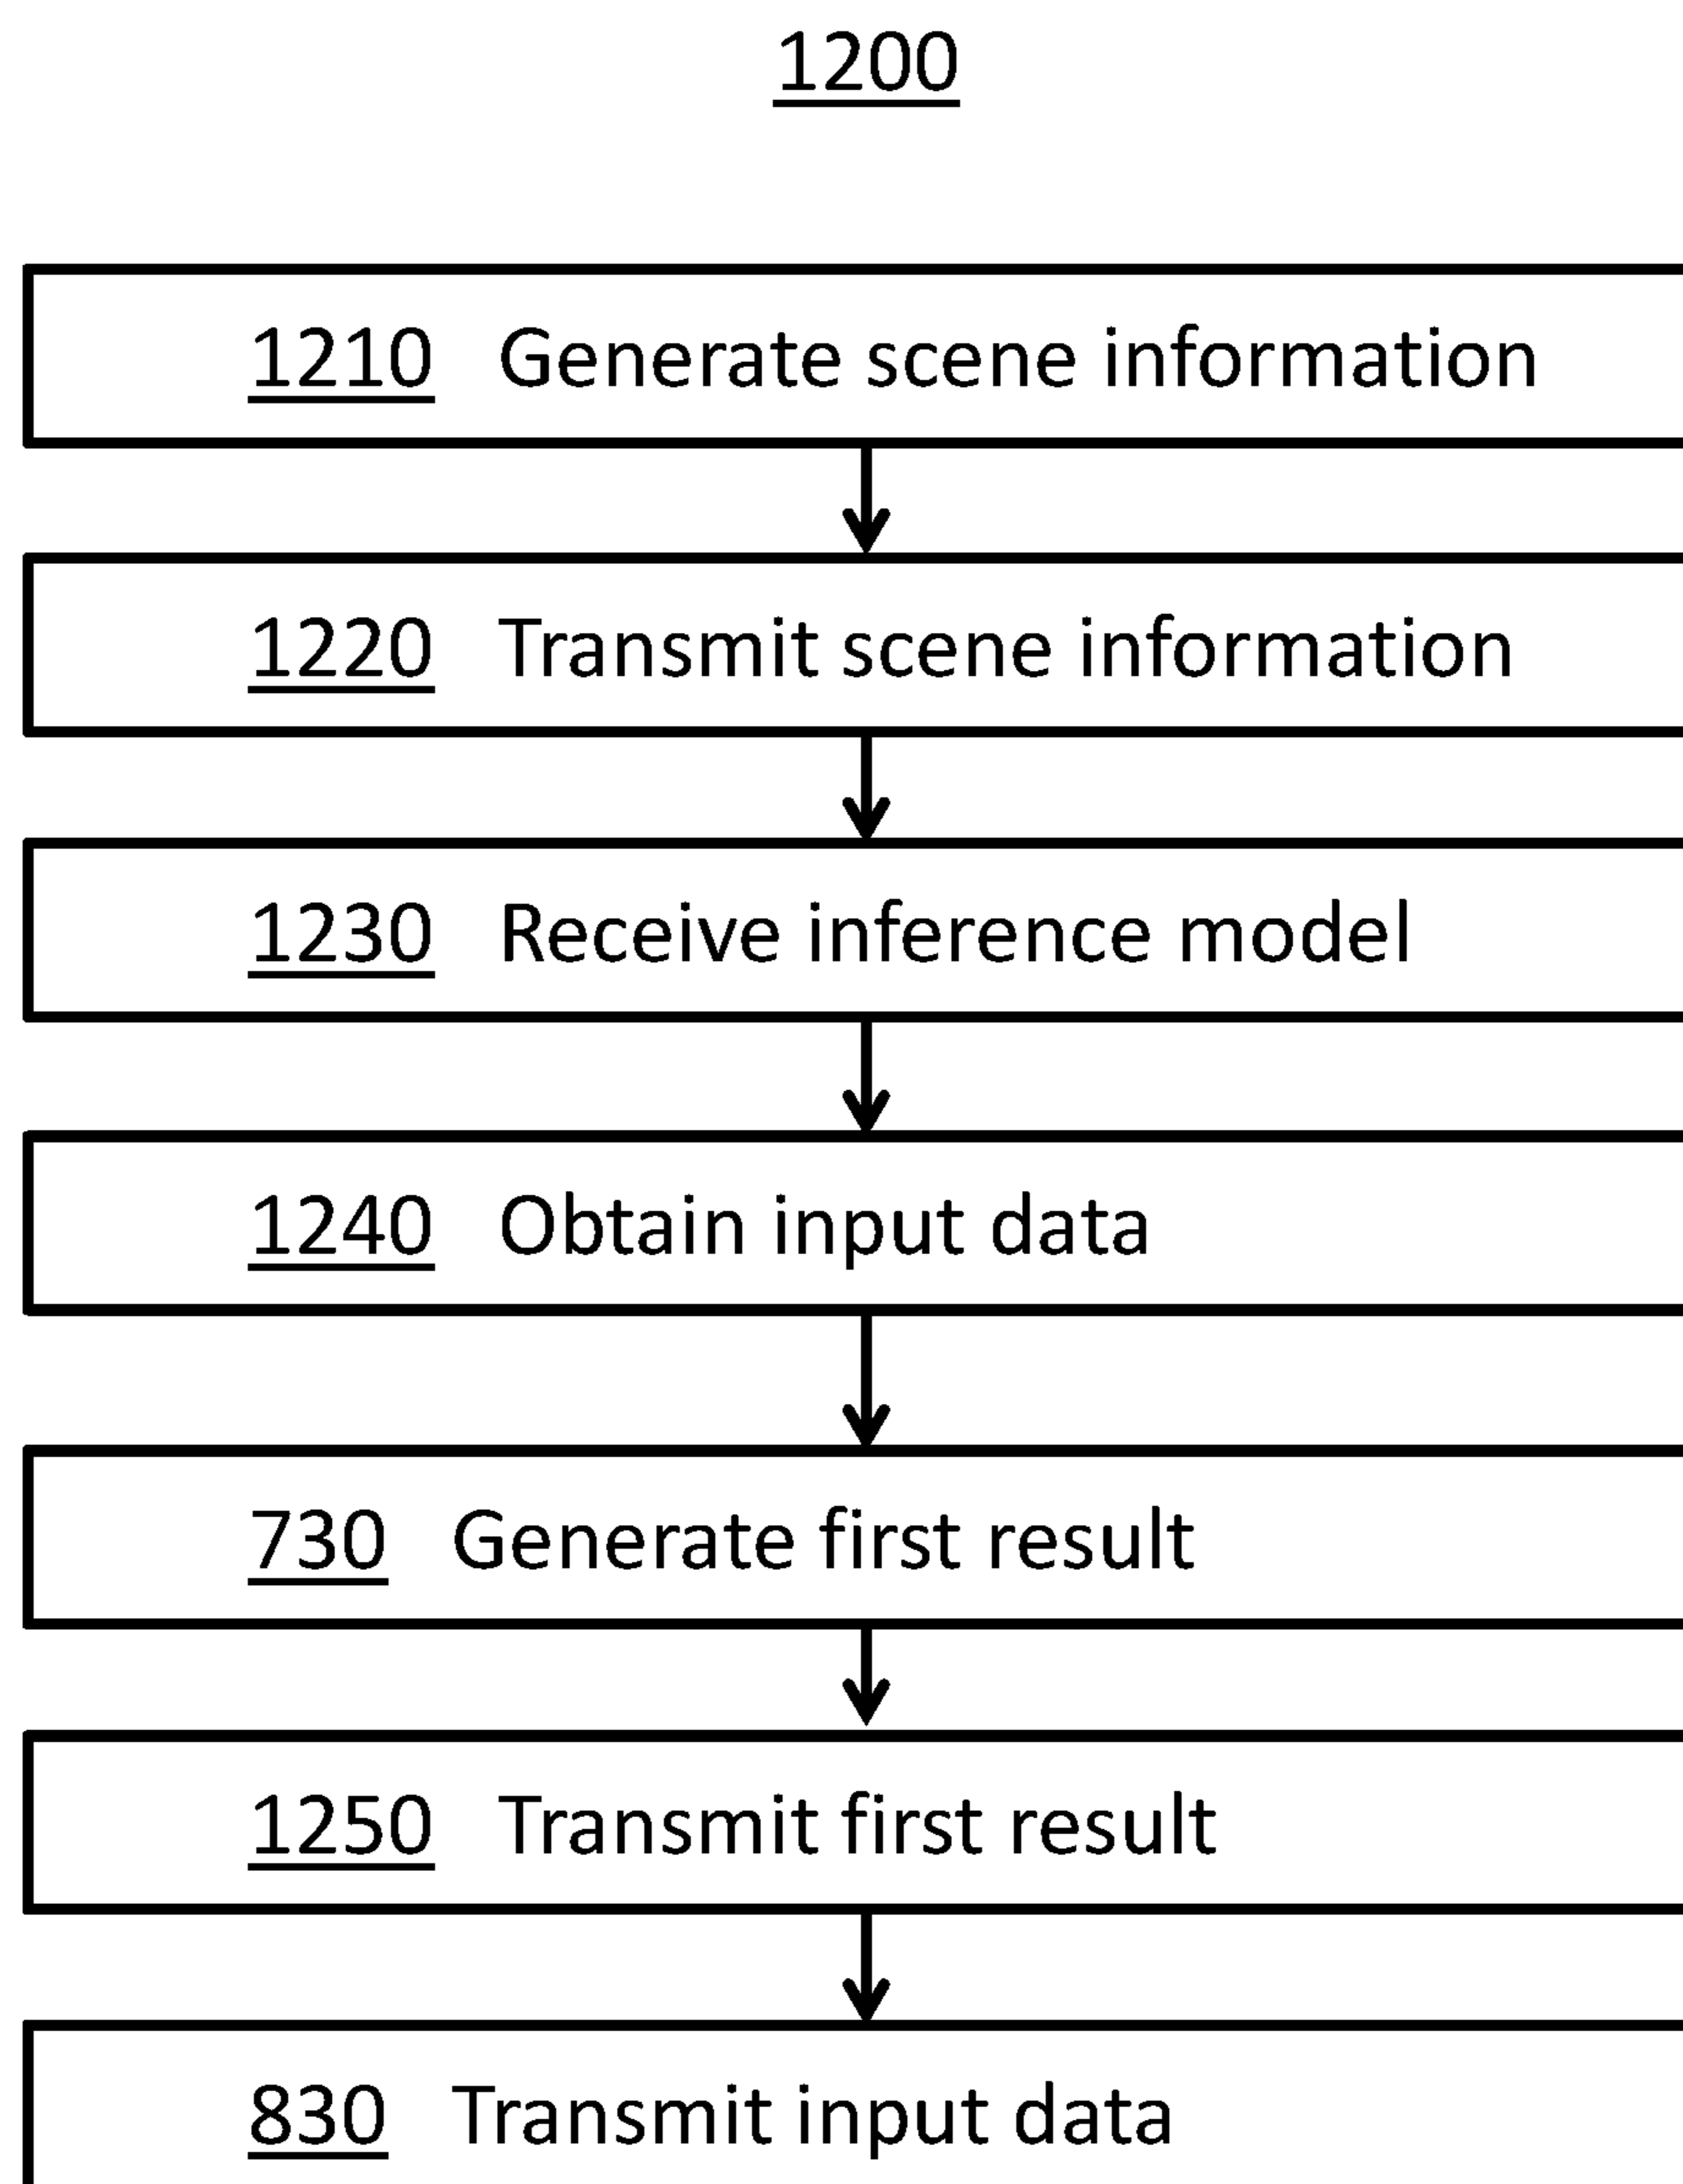 1200
1210 Generate scene information
1220 Transmit scene information
1230 Receive inference model
1240 Obtain input data
730 Generate first result
1250 Transmit first result
830 Transmit input data